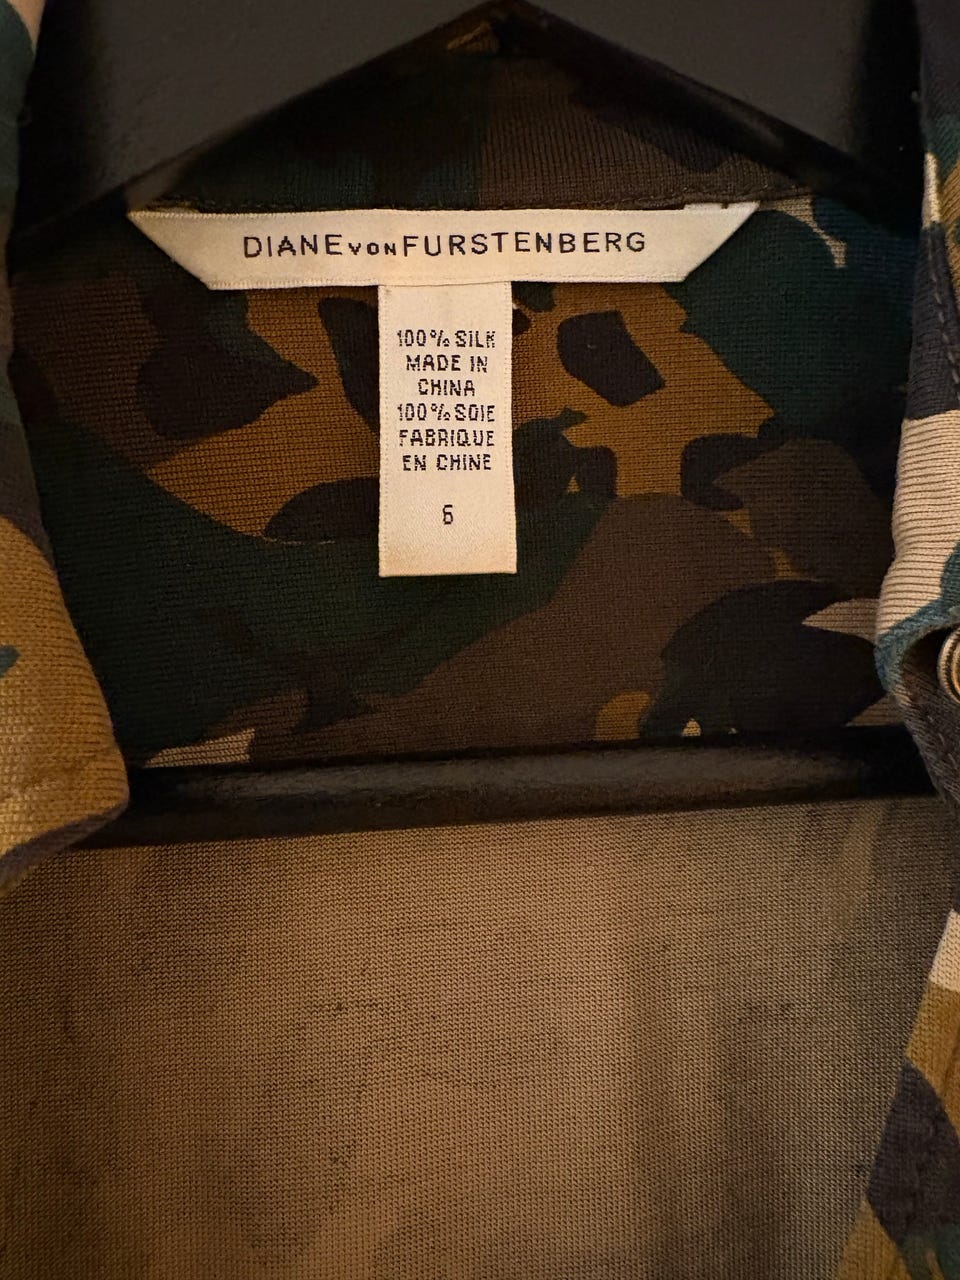 DIANE VON FURSTENBERG
100% SILK
MADE IN
CHINA
100% SOIE
FABRIQUE
EN CHINE
6